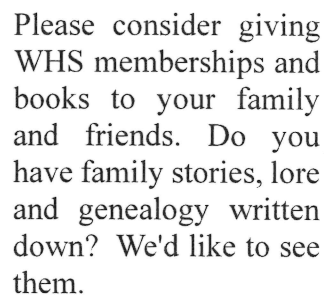 Please consider giving
WHS memberships and
books to your family
and friends. Do you
have family stories, lore
and genealogy written
down? We'd like to see
them.